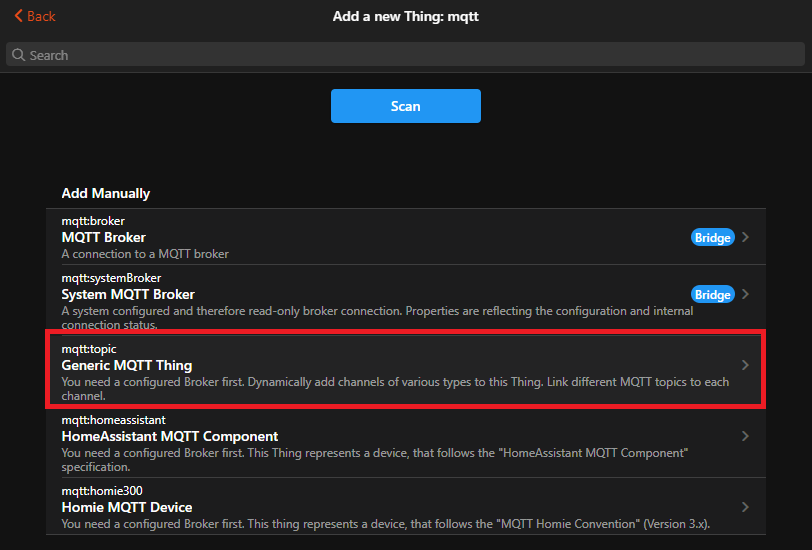 Back
Add a new Thing: mqtt
Search
Scan
Add Manually
mqtt:broker
MQTT Broker
Bridge
A connection to a MQTT broker
mqtt:systemBroker
System MQTT Broker
Bridge
A system configured and therefore read-only broker connection. Properties are reflecting the configuration and internal
connection status.
mqtt:topic
Generic MQTT Thing
You need a configured Broker first. Dynamically add channels of various types to this Thing. Link different MQTT topics to each
channel.
mqtt:homeassistant
HomeAssistant MQTT Component
You need a configured Broker first. This Thing represents a device, that follows the "HomeAssistant MQTT Component"
specification.
mqtt:homie300
Homie MQTT Device
You need a configured Broker first. This thing represents a device, that follows the "MQTT Homie Convention" (Version 3.x).